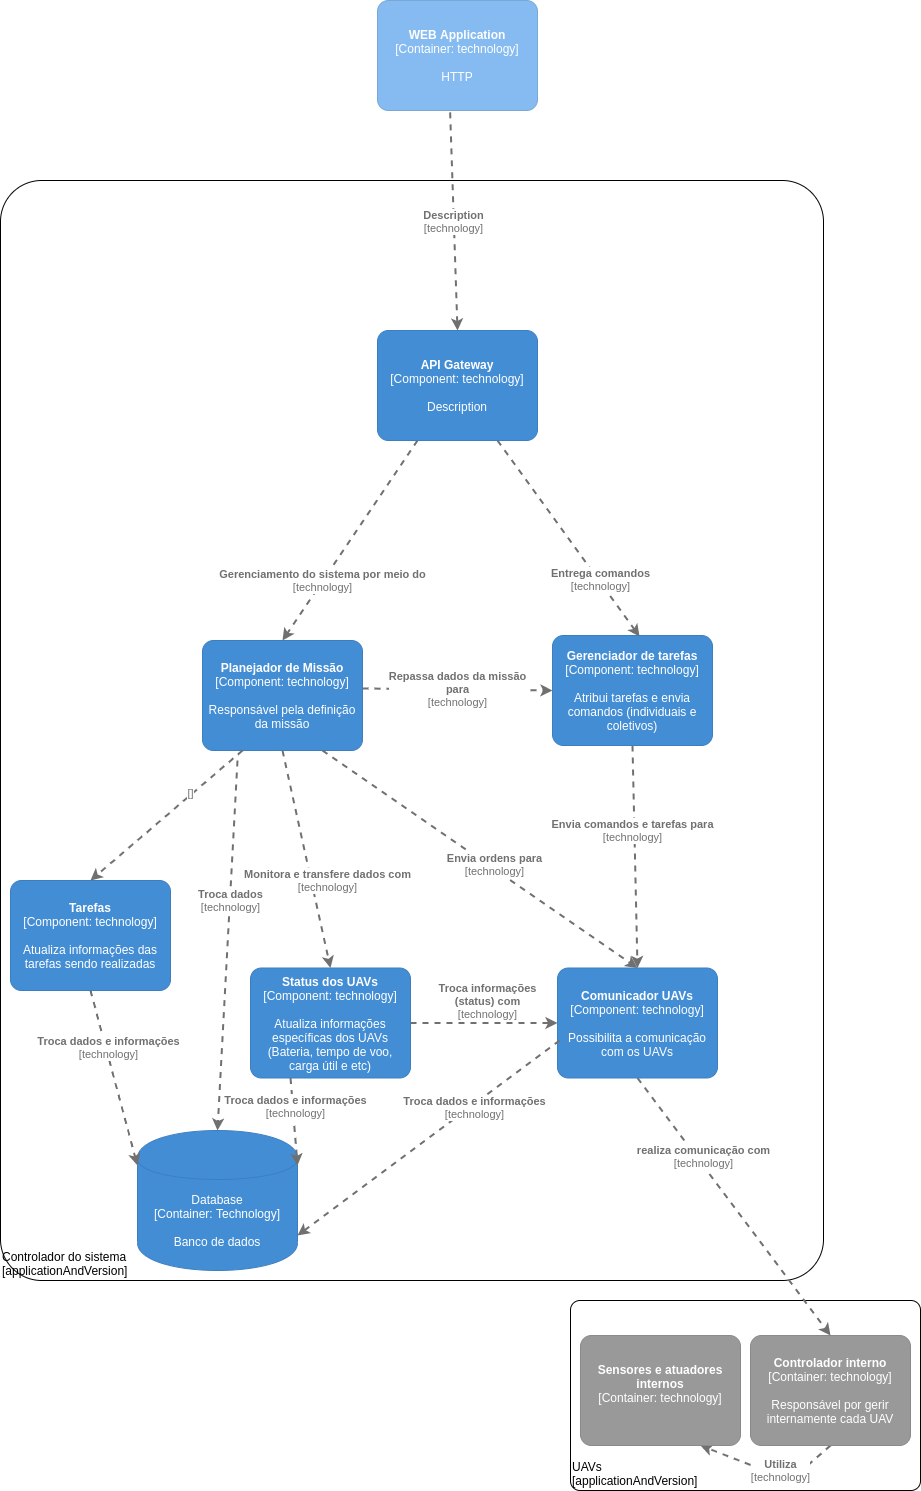 WEB Application
[Container: technology]
HTTP
Description
[technology]
API Gateway
[Component: technology]
Description
Gerenciamento do sistema por meio do
[technology]
Entrega comandos
[technology]
Planejador de Missão
[Component: technology]
Responsável pela definição
da missão
Repassa dados da missão
para
[technology]
Gerenciador de tarefas
[Component: technology]
Atribui tarefas e envia
comandos (individuais e
coletivos)
[]
Envia comandos e tarefas para
[technology]
Envia ordens para
[technology]
Monitora e transfere dados com
[technology]
Troca dados
[technology]
Tarefas
[Component: technology]
Atualiza informações das
tarefas sendo realizadas
Status dos UAVs
[Component: technology]
Atualiza informações
específicas dos UAVs
(Bateria, tempo de voo,
carga útil e etc)
Troca informações
(status) com
[technology]
Comunicador UAVs
[Component: technology]
Possibilita a comunicação
com os UAVs
Troca dados e informações
[technology]
Troca dados e informações
[technology]
Troca dados e informações
[technology]
realiza comunicação com
[technology]
Database
[Container: Technology]
Banco de dados
Controlador do sistema
[applicationAndVersion]
Sensores e atuadores
internos
[Container: technology]
Controlador interno
[Container: technology]
Responsável por gerir
internamente cada UAV
Utiliza
[technology]
UAVs
[applicationAndVersion]